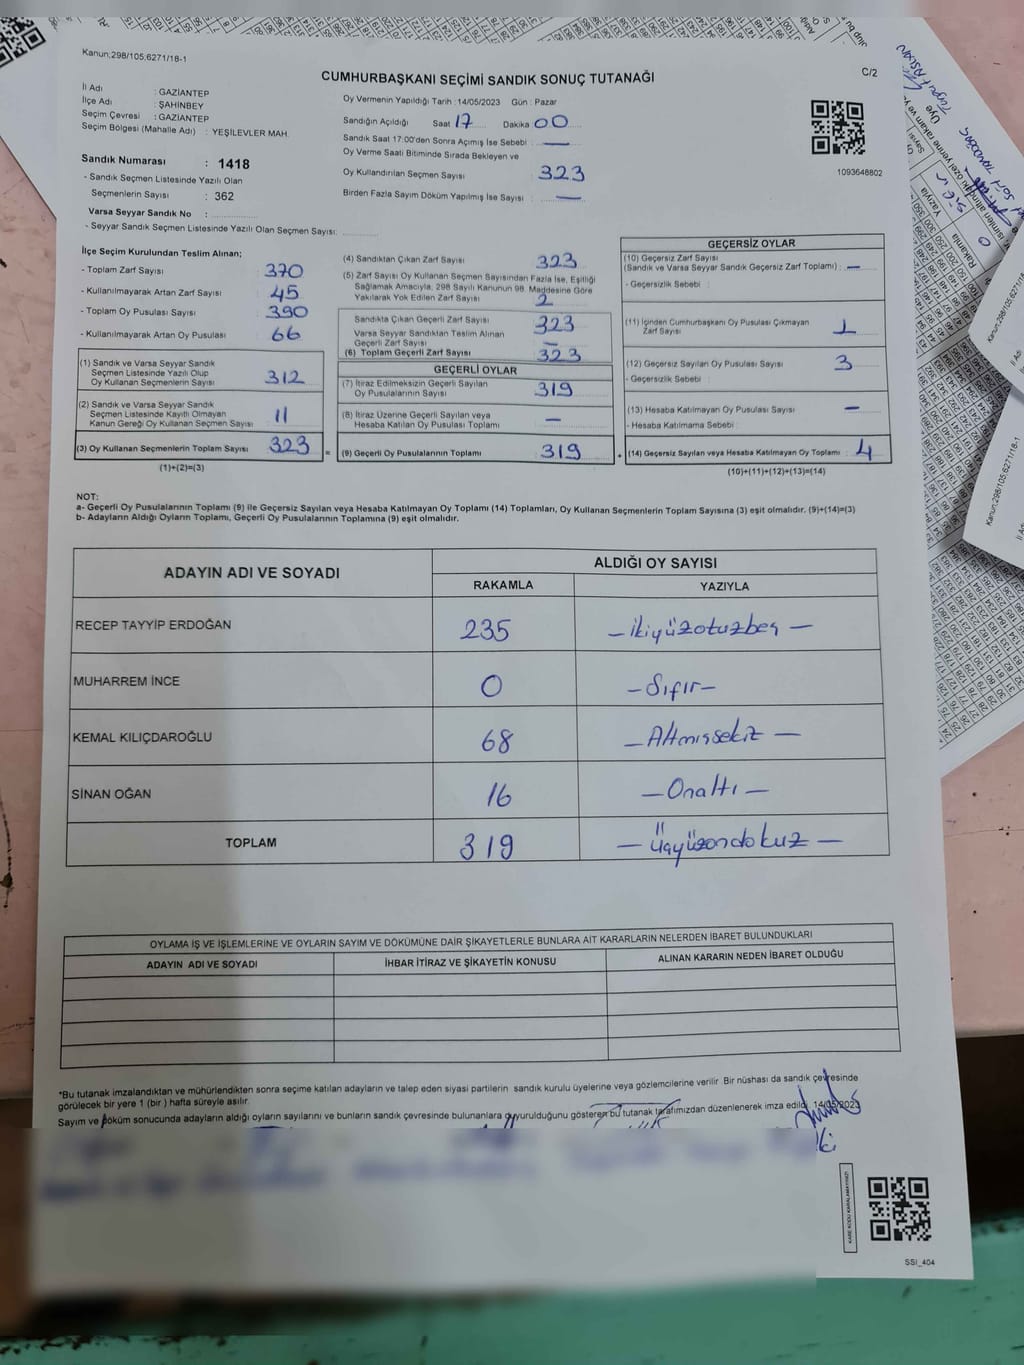 Kanun;298/105;6271/18-1
CUMHURBAŞKANI SEÇİMİ SANDIK SONUÇ TUTANAĞI
C/2
İl Adı : GAZİANTEP
İlçe Adı : ŞAHİNBEY
Seçim Çevresi : GAZİANTEP
Seçim Bölgesi (Mahalle Adı) : YEŞİLEVLER MAH.
Sandık Numarası : 1418
- Sandık Seçmen Listesinde Yazılı Olan
Seçmenlerin Sayısı : 362
Varsa Seyyar Sandık No :
- Seyyar Sandık Seçmen Listesinde Yazılı Olan Seçmen Sayısı:
Oy Vermenin Yapıldığı Tarih :14/05/2023 Gün : Pazar
Sandığın Açıldığı Saat 17 Dakika 00
Sandık Saat 17:00'den Sonra Açımış İse Sebebi : —
Oy Verme Saati Bitiminde Sırada Bekleyen ve
Oy Kullandırılan Seçmen Sayısı : 323
Birden Fazla Sayım Döküm Yapılmış İse Sayısı : —
1093648802
İlçe Seçim Kurulundan Teslim Alınan;
- Toplam Zarf Sayısı : 370
- Kullanılmayarak Artan Zarf Sayısı : 45
- Toplam Oy Pusulası Sayısı : 390
- Kullanılmayarak Artan Oy Pusulası : 66
(1) Sandık ve Varsa Seyyar Sandık
Seçmen Listesinde Yazılı Olup
Oy Kullanan Seçmenlerin Sayısı : 312
(2) Sandık ve Varsa Seyyar Sandık
Seçmen Listesinde Kayıtlı Olmayan
Kanun Gereği Oy Kullanan Seçmen Sayısı : 11
(3) Oy Kullanan Seçmenlerin Toplam Sayısı : 323
(1)+(2)=(3)
(4) Sandıktan Çıkan Zarf Sayısı : 323
(5) Zarf Sayısı Oy Kullanan Seçmen Sayısından Fazla İse, Eşitliği
Sağlamak Amacıyla, 298 Sayılı Kanunun 98. Maddesine Göre
Yakılarak Yok Edilen Zarf Sayısı : 2
Sandıkta Çıkan Geçerli Zarf Sayısı : 323
Varsa Seyyar Sandıktan Teslim Alınan
Geçerli Zarf Sayısı : —
(6) Toplam Geçerli Zarf Sayısı : 323
GEÇERLİ OYLAR
(7) İtiraz Edilmeksizin Geçerli Sayılan
Oy Pusulalarının Sayısı : 319
(8) İtiraz Üzerine Geçerli Sayılan veya
Hesaba Katılan Oy Pusulası Toplamı : —
= (9) Geçerli Oy Pusulalarının Toplamı : 319
GEÇERSİZ OYLAR
(10) Geçersiz Zarf Sayısı
(Sandık ve Varsa Seyyar Sandık Geçersiz Zarf Toplamı) : —
- Geçersizlik Sebebi :
(11) İçinden Cumhurbaşkanı Oy Pusulası Çıkmayan
Zarf Sayısı : 1
(12) Geçersiz Sayılan Oy Pusulası Sayısı : 3
- Geçersizlik Sebebi :
(13) Hesaba Katılmayan Oy Pusulası Sayısı : —
- Hesaba Katılmama Sebebi :
+ (14) Geçersiz Sayılan veya Hesaba Katılmayan Oy Toplamı : 4
(10)+(11)+(12)+(13)=(14)
NOT:
a- Geçerli Oy Pusulalarının Toplamı (9) ile Geçersiz Sayılan veya Hesaba Katılmayan Oy Toplamı (14) Toplamları, Oy Kullanan Seçmenlerin Toplam Sayısına (3) eşit olmalıdır. (9)+(14)=(3)
b- Adayların Aldığı Oyların Toplamı, Geçerli Oy Pusulalarının Toplamına (9) eşit olmalıdır.
ADAYIN ADI VE SOYADI ALDIĞI OY SAYISI
RAKAMLA YAZIYLA
RECEP TAYYİP ERDOĞAN 235 —ikiyüzotuzbeş—
MUHARREM İNCE 0 —Sıfır—
KEMAL KILIÇDAROĞLU 68 —Altmışsekiz—
SİNAN OĞAN 16 —Onaltı—
TOPLAM 319 —Üçyüzondokuz—
OYLAMA İŞ VE İŞLEMLERİNE VE OYLARIN SAYIM VE DÖKÜMÜNE DAİR ŞİKAYETLERLE BUNLARA AİT KARARLARIN NELERDEN İBARET BULUNDUKLARI
ADAYIN ADI VE SOYADI İHBAR İTİRAZ VE ŞİKAYETİN KONUSU ALINAN KARARIN NEDEN İBARET OLDUĞU
*Bu tutanak imzalandıktan ve mühürlendikten sonra seçime katılan adayların ve talep eden siyasi partilerin sandık kurulu üyelerine veya gözlemcilerine verilir .Bir nüshası da sandık çevresinde
görülecek bir yere 1 (bir ) hafta süreyle asılır.
Sayım ve döküm sonucunda adayların aldığı oyların sayılarını ve bunların sandık çevresinde bulunanlara duyurulduğunu gösteren bu tutanak tarafımızdan düzenlenerek imza edildi. 14/05/2023
KARE KODU KARALAMAYINIZ!
SSI_404
Kanun;298/105;6271/18-1